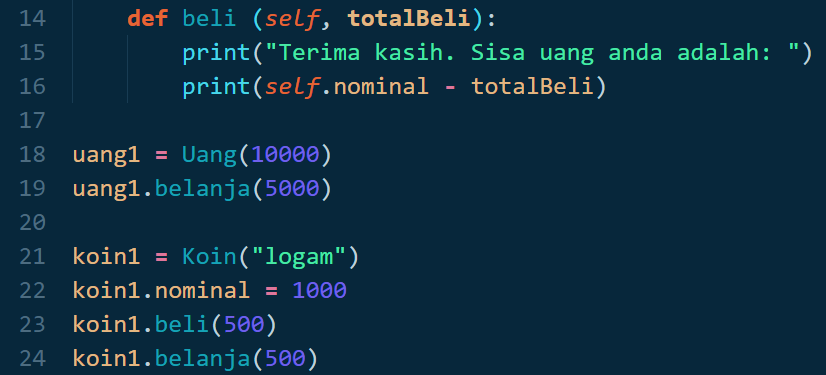 14 def beli (self, totalBeli):
15 print("Terima kasih. Sisa uang anda adalah: ")
16 print(self.nominal - totalBeli)
17
18 uang1 = Uang(10000)
19 uang1.belanja(5000)
20
21 koin1 = Koin("logam")
22 koin1.nominal = 1000
23 koin1.beli(500)
24 koin1.belanja(500)